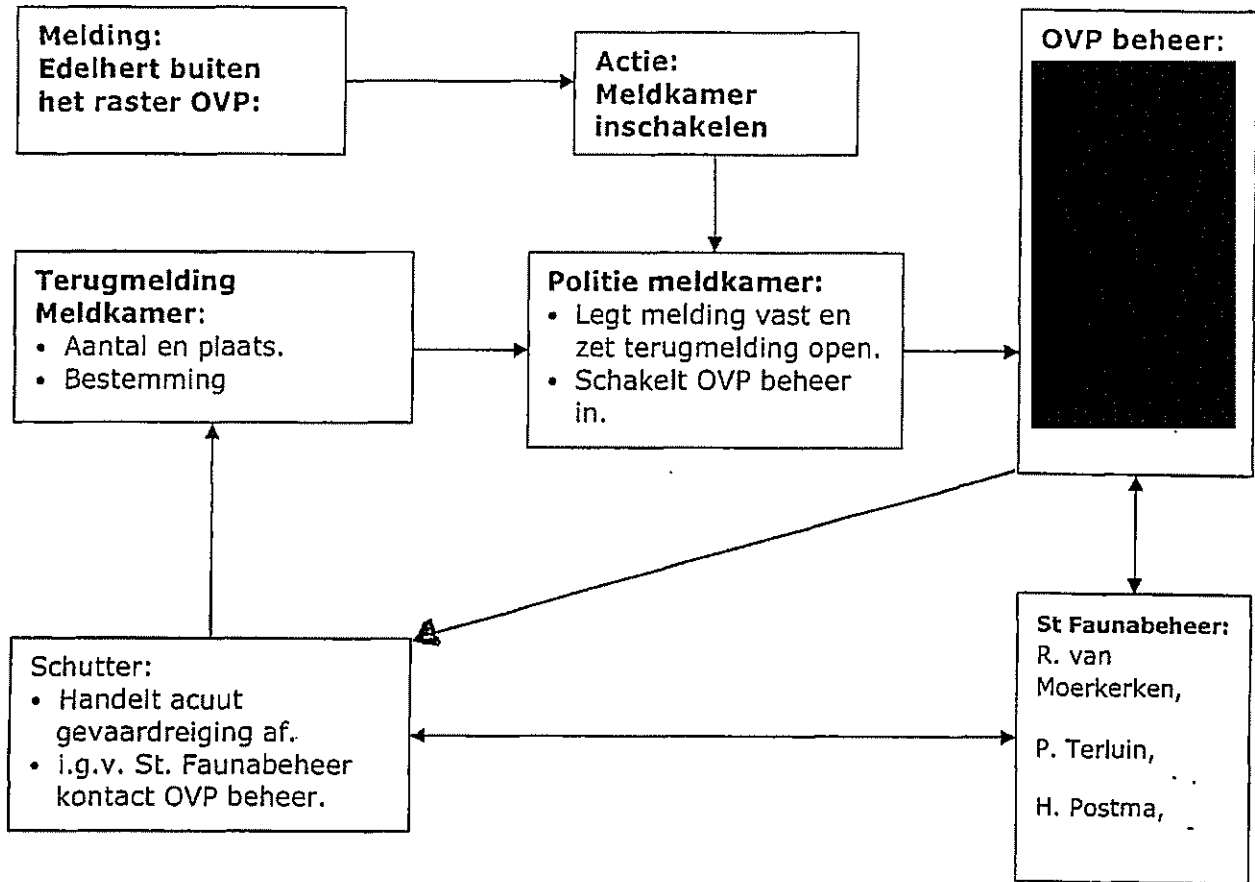 Melding:
Edelhert buiten
het raster OVP:
Actie:
Meldkamer
inschakelen
OVP beheer:
Terugmelding
Meldkamer:
• Aantal en plaats.
• Bestemming
Politie meldkamer:
• Legt melding vast en
zet terugmelding open.
• Schakelt OVP beheer
in.
Schutter:
• Handelt acuut
gevaardreiging af.
• i.g.v. St. Faunabeheer
kontact OVP beheer.
St Faunabeheer:
R. van
Moerkerken,
P. Terluin,
H. Postma,